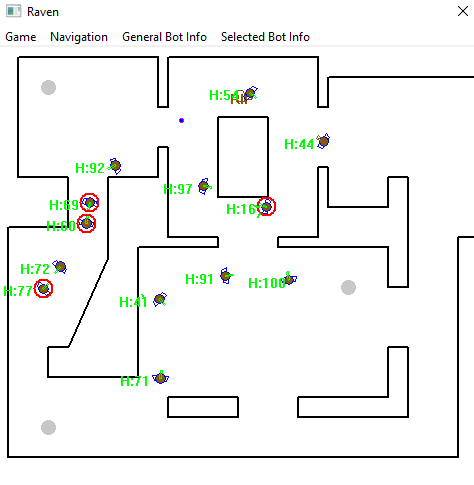 Raven
Game Navigation General Bot Info Selected Bot Info
H:54
H:44
H:92
H:97
H:69
H:16
H:72
H:91
H:100
H:77
H:41
H:71